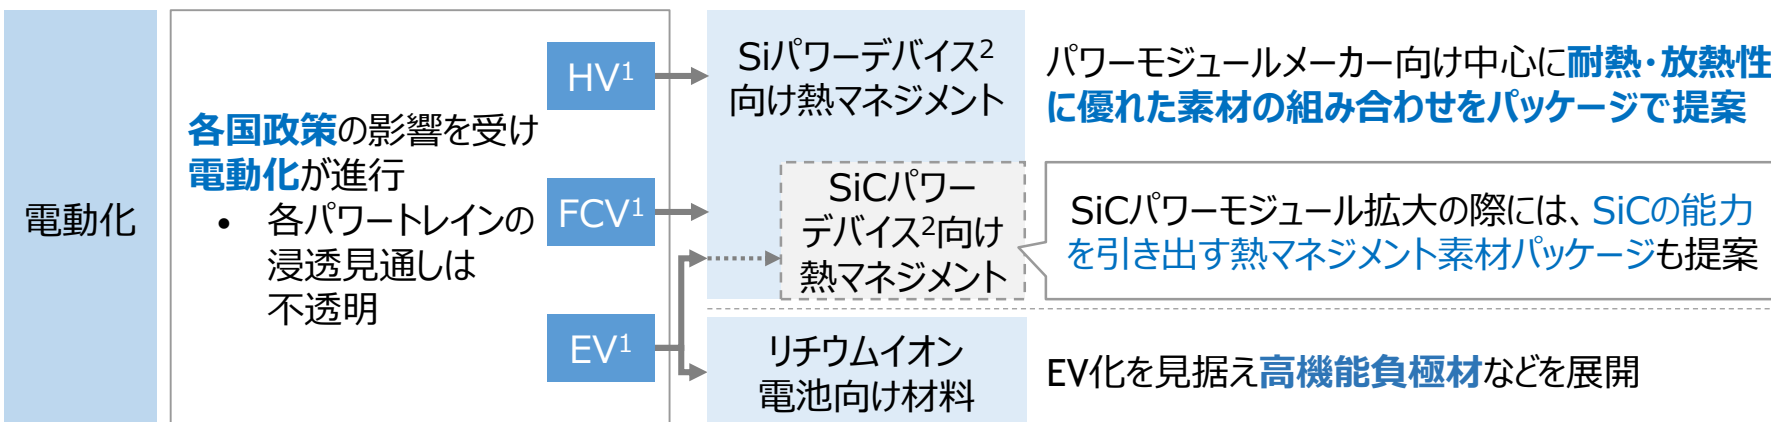 電動化
各国政策の影響を受け
電動化が進行
• 各パワートレインの
浸透見通しは
不透明
HV1
FCV1
EV1
Siパワーデバイス2
向け熱マネジメント
パワーモジュールメーカー向け中心に耐熱・放熱性
に優れた素材の組み合わせをパッケージで提案
SiCパワー
デバイス2向け
熱マネジメント
SiCパワーモジュール拡大の際には、SiCの能力
を引き出す熱マネジメント素材パッケージも提案
リチウムイオン
電池向け材料
EV化を見据え高機能負極材などを展開